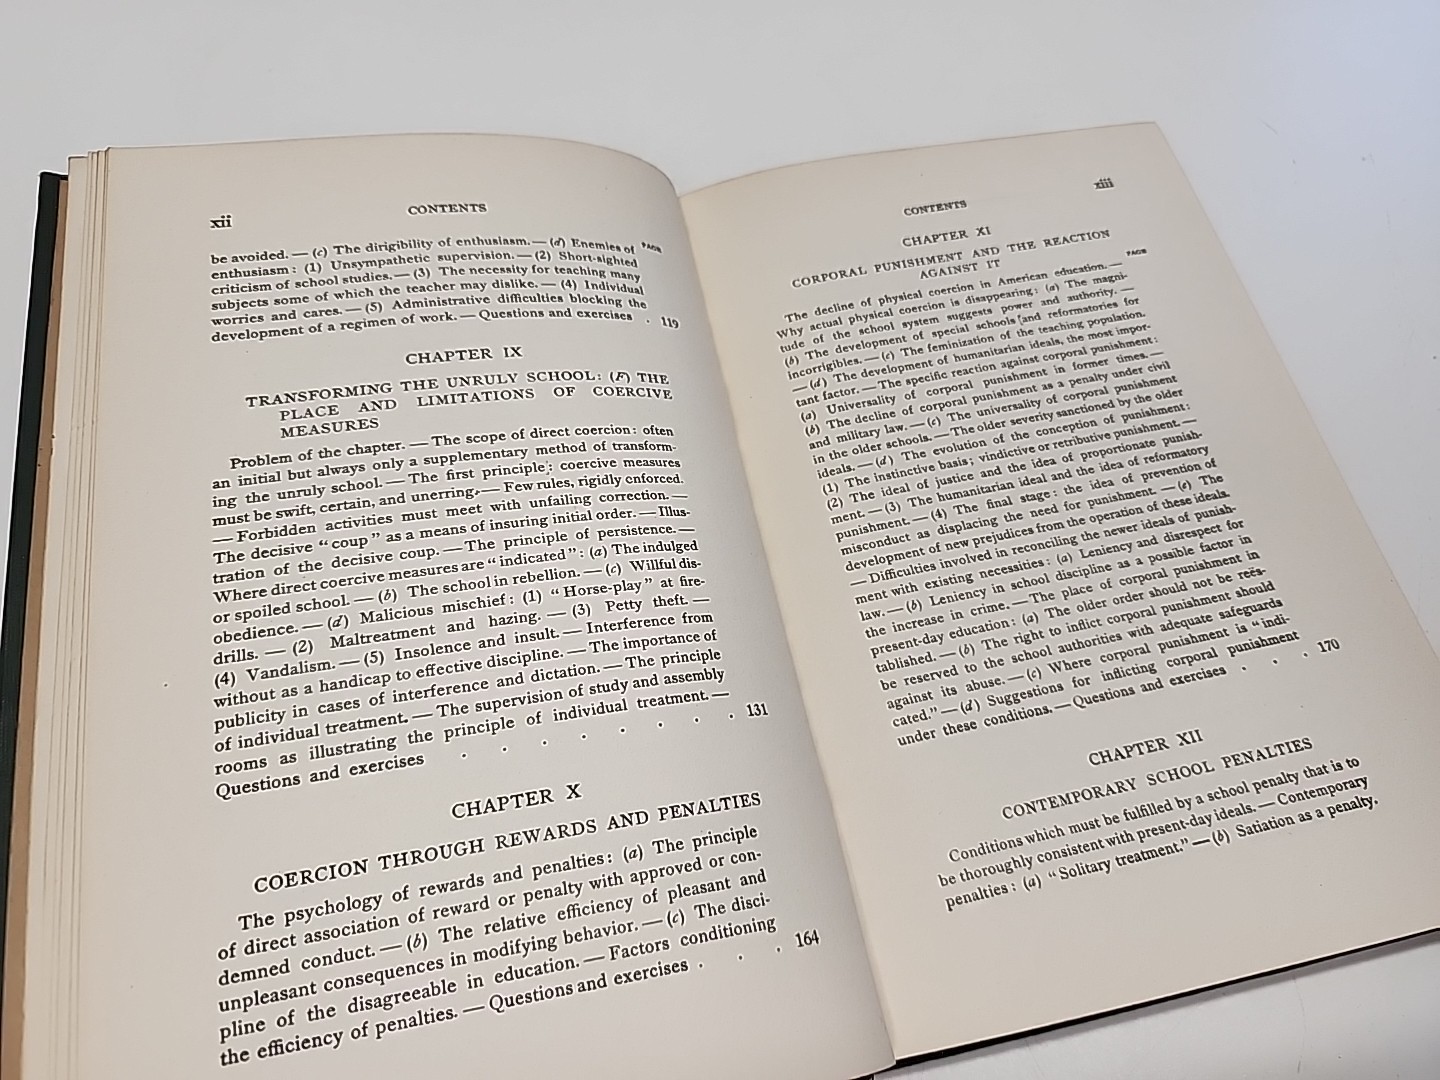 xii
CONTENTS
PAGE
be avoided. — (c) The dirigibility of enthusiasm. — (d) Enemies of
enthusiasm: (1) Unsympathetic supervision. — (2) Short-sighted
criticism of school studies. — (3) The necessity for teaching many
subjects some of which the teacher may dislike. — (4) Individual
worries and cares. — (5) Administrative difficulties blocking the
development of a regimen of work. — Questions and exercises . 119
CHAPTER IX
TRANSFORMING THE UNRULY SCHOOL: (F) THE
PLACE AND LIMITATIONS OF COERCIVE
MEASURES
Problem of the chapter. — The scope of direct coercion: often
an initial but always only a supplementary method of transform-
ing the unruly school. — The first principle: coercive measures
must be swift, certain, and unerring. — Few rules, rigidly enforced.
— Forbidden activities must meet with unfailing correction. —
The decisive "coup" as a means of insuring initial order. — Illus-
tration of the decisive coup. — The principle of persistence. —
Where direct coercive measures are "indicated": (a) The indulged
or spoiled school. — (b) The school in rebellion. — (c) Willful dis-
obedience. — (d) Malicious mischief: (1) "Horse-play" at fire-
drills. — (2) Maltreatment and hazing. — (3) Petty theft. —
(4) Vandalism. — (5) Insolence and insult. — Interference from
without as a handicap to effective discipline. — The importance of
publicity in cases of interference and dictation. — The principle
of individual treatment. — The supervision of study and assembly
rooms as illustrating the principle of individual treatment. —
Questions and exercises . . . . . . . . 131
CHAPTER X
COERCION THROUGH REWARDS AND PENALTIES
The psychology of rewards and penalties: (a) The principle
of direct association of reward or penalty with approved or con-
demned conduct. — (b) The relative efficiency of pleasant and
unpleasant consequences in modifying behavior. — (c) The disci-
pline of the disagreeable in education. — Factors conditioning
the efficiency of penalties. — Questions and exercises . . . 164
CONTENTS
xiii
CHAPTER XI
CORPORAL PUNISHMENT AND THE REACTION
AGAINST IT
PAGE
The decline of physical coercion in American education. —
Why actual physical coercion is disappearing: (a) The magni-
tude of the school system suggests power and authority. —
(b) The development of special schools and reformatories for
incorrigibles. — (c) The feminization of the teaching population.
— (d) The development of humanitarian ideals, the most impor-
tant factor. — The specific reaction against corporal punishment:
(a) Universality of corporal punishment in former times. —
(b) The decline of corporal punishment as a penalty under civil
and military law. — (c) The universality of corporal punishment
in the older schools. — The older severity sanctioned by the older
ideals. — (d) The evolution of the conception of punishment:
(1) The instinctive basis; vindictive or retributive punishment. —
(2) The ideal of justice and the idea of proportionate punish-
ment. — (3) The humanitarian ideal and the idea of reformatory
punishment. — (4) The final stage: the idea of prevention of
misconduct as displacing the need for punishment. — (e) The
development of new prejudices from the operation of these ideals.
— Difficulties involved in reconciling the newer ideals of punish-
ment with existing necessities: (a) Leniency and disrespect for
law. — (b) Leniency in school discipline as a possible factor in
the increase in crime. — The place of corporal punishment in
present-day education: (a) The older order should not be reës-
tablished. — (b) The right to inflict corporal punishment should
be reserved to the school authorities with adequate safeguards
against its abuse. — (c) Where corporal punishment is "indi-
cated." — (d) Suggestions for inflicting corporal punishment
under these conditions. — Questions and exercises . . . 170
CHAPTER XII
CONTEMPORARY SCHOOL PENALTIES
Conditions which must be fulfilled by a school penalty that is to
be thoroughly consistent with present-day ideals. — Contemporary
penalties: (a) "Solitary treatment." — (b) Satiation as a penalty.